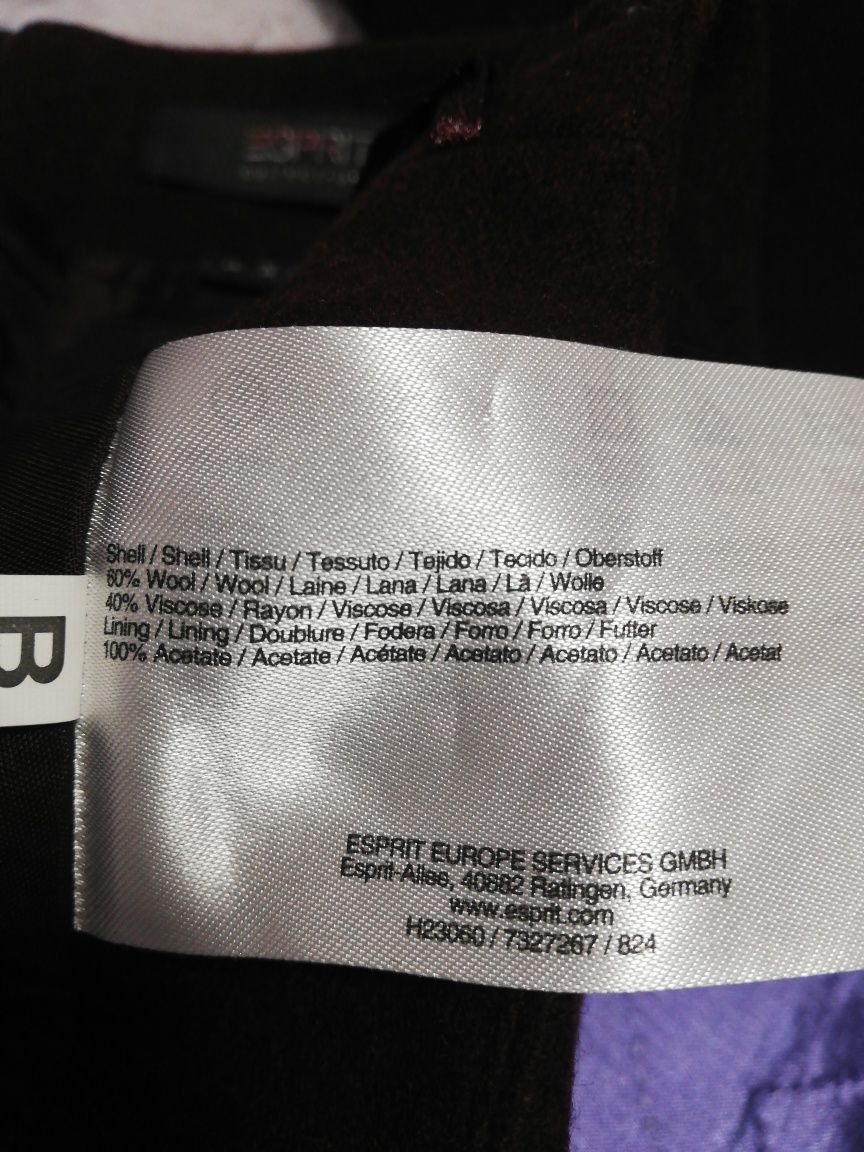 ESPRIT
Shell / Shell / Tissu / Tessuto / Tejido / Tecido / Oberstoff
60% Wool / Wool / Laine / Lana / Lana / Lã / Wolle
40% Viscose / Rayon / Viscose / Viscosa / Viscosa / Viscose / Viskose
Lining / Lining / Doublure / Fodera / Forro / Forro / Futter
100% Acetate / Acetate / Acétate / Acetato / Acetato / Acetato / Acetat
B
ESPRIT EUROPE SERVICES GMBH
Esprit-Allee, 40882 Ratingen, Germany
www.esprit.com
H23060 / 7327267 / 824